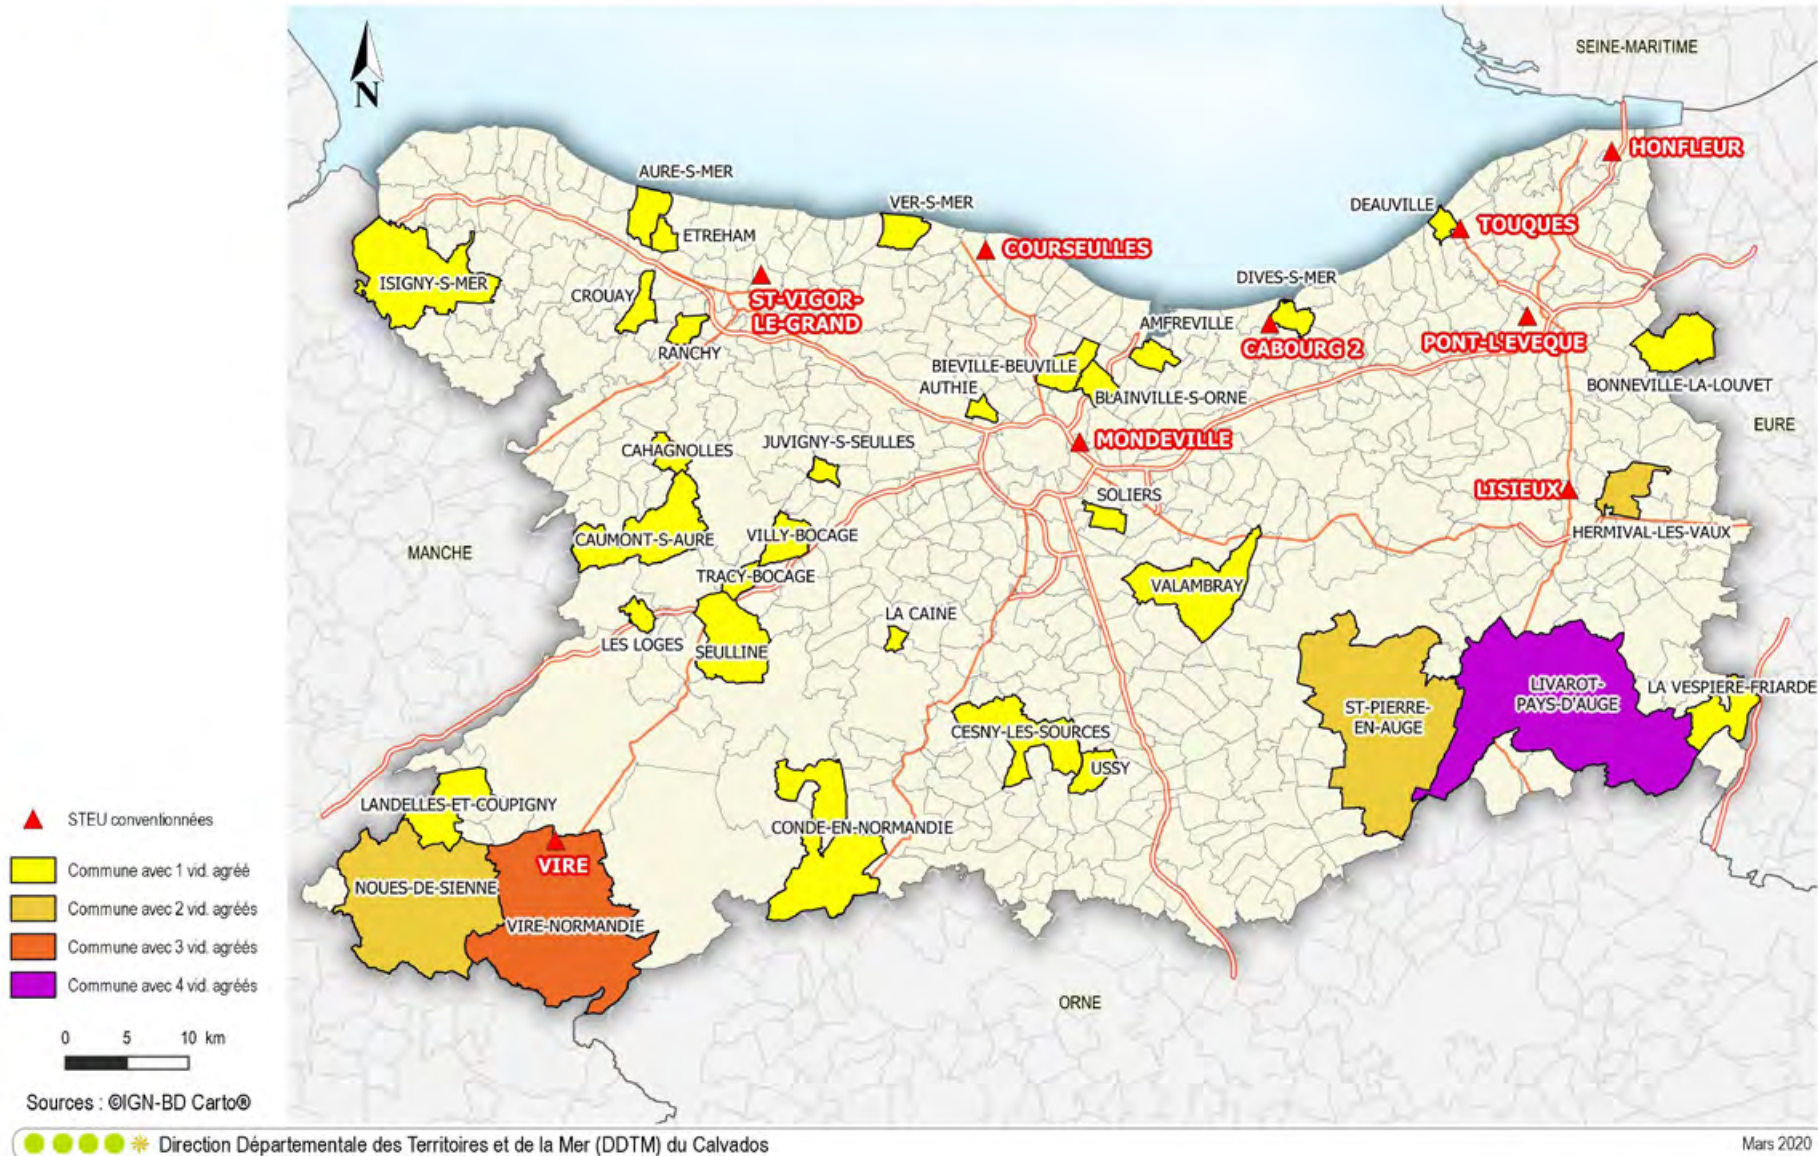 SEINE-MARITIME
N
HONFLEUR
AURE-S-MER
VER-S-MER
DEAUVILLE
TOUQUES
ETREHAM
COURSEULLES
ISIGNY-S-MER
DIVES-S-MER
CROUAY
ST-VIGOR-
LE-GRAND
AMFREVILLE
RANCHY
CABOURG 2
PONT-L'EVEQUE
BIEVILLE-BEUVILLE
AUTHIE
BONNEVILLE-LA-LOUVET
BLAINVILLE-S-ORNE
EURE
MONDEVILLE
JUVIGNY-S-SEULLES
CAHAGNOLLES
LISIEUX
SOLIERS
HERMIVAL-LES-VAUX
MANCHE
CAUMONT-S-AURE
VILLY-BOCAGE
TRACY-BOCAGE
VALAMBRAY
LA CAINE
LES LOGES
SEULLINE
LIVAROT-
PAYS-D'AUGE
LA VESPIERE-FRIARDE
ST-PIERRE-
EN-AUGE
CESNY-LES-SOURCES
USSY
LANDELLES-ET-COUPIGNY
CONDE-EN-NORMANDIE
VIRE
NOUES-DE-SIENNE
VIRE-NORMANDIE
ORNE
STEU conventionnées
Commune avec 1 vid. agréé
Commune avec 2 vid. agréés
Commune avec 3 vid. agréés
Commune avec 4 vid. agréés
0 5 10 km
Sources : ©IGN-BD Carto®
Direction Départementale des Territoires et de la Mer (DDTM) du Calvados
Mars 2020